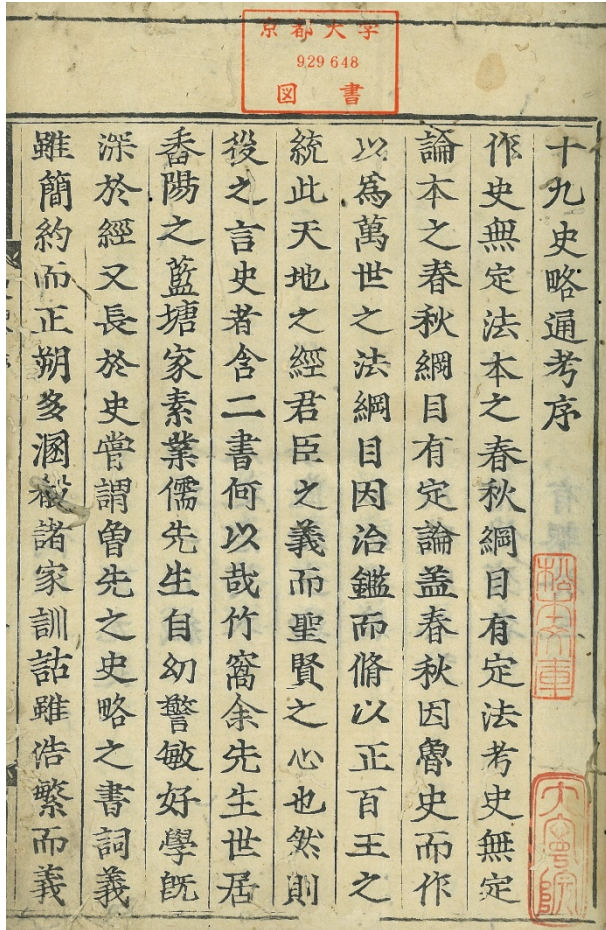 京都大学
929648
図書
十九史略通考序
作史無定法本之春秋綱目有定法考史無定
論本之春秋綱目有定論盖春秋因魯史而作
以為萬世之法綱目因治鑑而脩以正百王之
統此天地之經君臣之義而聖賢之心也然則
後之言史者含二書何以哉竹窩余先生世居
番陽之藍塘家素業儒先生自幼警敏好學既
深於經又長於史嘗謂曾先之史略之書詞義
雖簡約而正朔多溷殽諸家訓詁雖浩繁而義